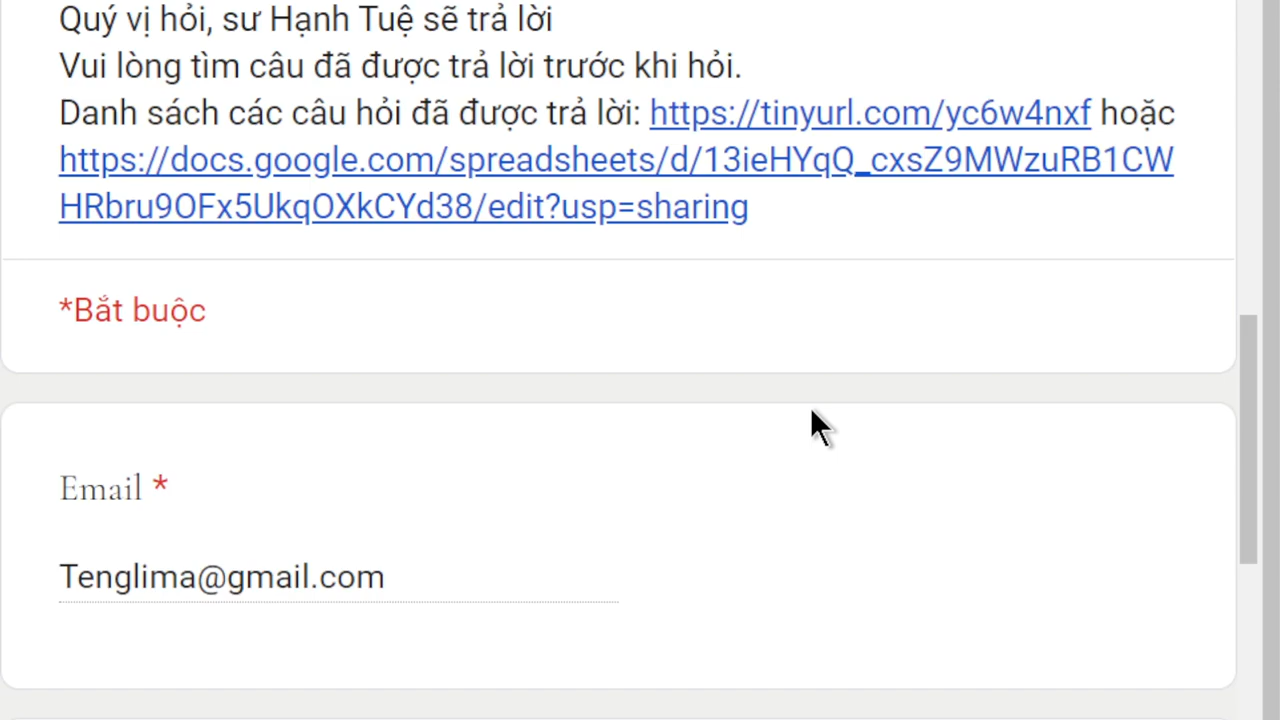 Quý vị hỏi, sư Hạnh Tuệ sẽ trả lời
Vui lòng tìm câu đã được trả lời trước khi hỏi.
Danh sách các câu hỏi đã được trả lời: https://tinyurl.com/yc6w4nxf hoặc
https://docs.google.com/spreadsheets/d/13ieHYqQ_cxsZ9MWzuRB1CW
HRbru9OFx5UkqOXkCYd38/edit?usp=sharing
*Bắt buộc
Email *
Tenglima@gmail.com